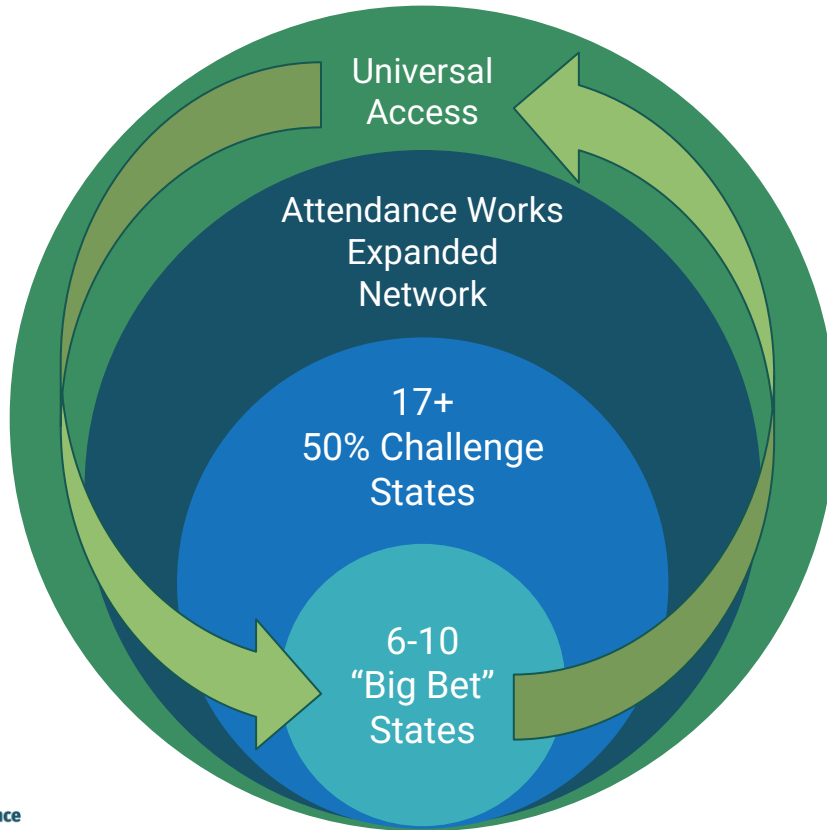 Universal
Access
Attendance Works
Expanded
Network
17+
50% Challenge
States
6-10
“Big Bet”
States